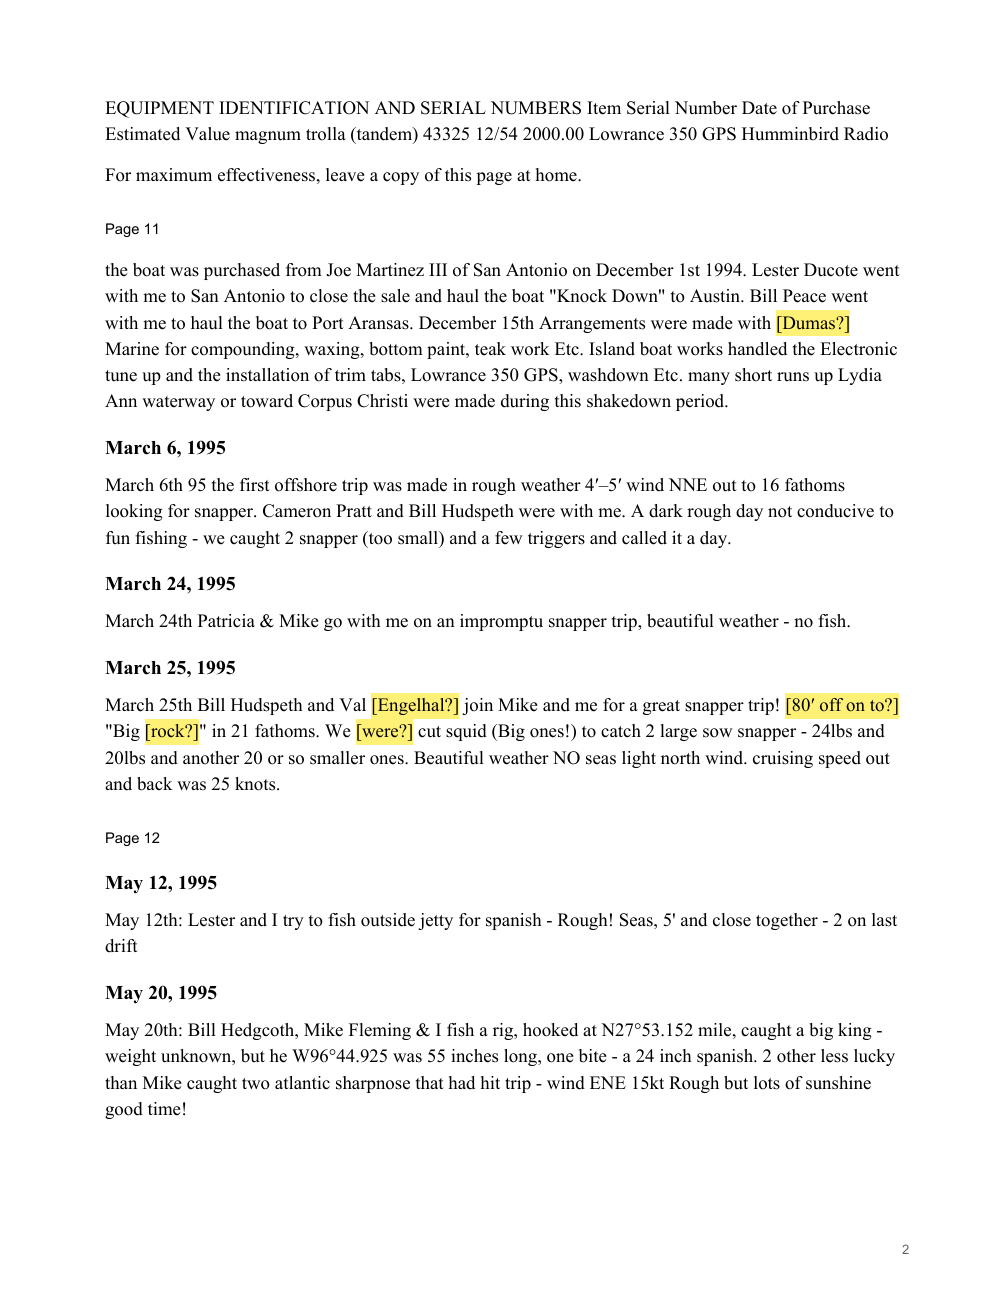 EQUIPMENT IDENTIFICATION AND SERIAL NUMBERS Item Serial Number Date of Purchase
Estimated Value magnum trolla (tandem) 43325 12/54 2000.00 Lowrance 350 GPS Humminbird Radio
For maximum effectiveness, leave a copy of this page at home.
Page 11
the boat was purchased from Joe Martinez III of San Antonio on December 1st 1994. Lester Ducote went
with me to San Antonio to close the sale and haul the boat "Knock Down" to Austin. Bill Peace went
with me to haul the boat to Port Aransas. December 15th Arrangements were made with [Dumas?]
Marine for compounding, waxing, bottom paint, teak work Etc. Island boat works handled the Electronic
tune up and the installation of trim tabs, Lowrance 350 GPS, washdown Etc. many short runs up Lydia
Ann waterway or toward Corpus Christi were made during this shakedown period.
March 6, 1995
March 6th 95 the first offshore trip was made in rough weather 4′–5′ wind NNE out to 16 fathoms
looking for snapper. Cameron Pratt and Bill Hudspeth were with me. A dark rough day not conducive to
fun fishing - we caught 2 snapper (too small) and a few triggers and called it a day.
March 24, 1995
March 24th Patricia & Mike go with me on an impromptu snapper trip, beautiful weather - no fish.
March 25, 1995
March 25th Bill Hudspeth and Val [Engelhal?] join Mike and me for a great snapper trip! [80′ off on to?]
"Big [rock?]" in 21 fathoms. We [were?] cut squid (Big ones!) to catch 2 large sow snapper - 24lbs and
20lbs and another 20 or so smaller ones. Beautiful weather NO seas light north wind. cruising speed out
and back was 25 knots.
Page 12
May 12, 1995
May 12th: Lester and I try to fish outside jetty for spanish - Rough! Seas, 5' and close together - 2 on last
drift
May 20, 1995
May 20th: Bill Hedgcoth, Mike Fleming & I fish a rig, hooked at N27°53.152 mile, caught a big king -
weight unknown, but he W96°44.925 was 55 inches long, one bite - a 24 inch spanish. 2 other less lucky
than Mike caught two atlantic sharpnose that had hit trip - wind ENE 15kt Rough but lots of sunshine
good time!
2